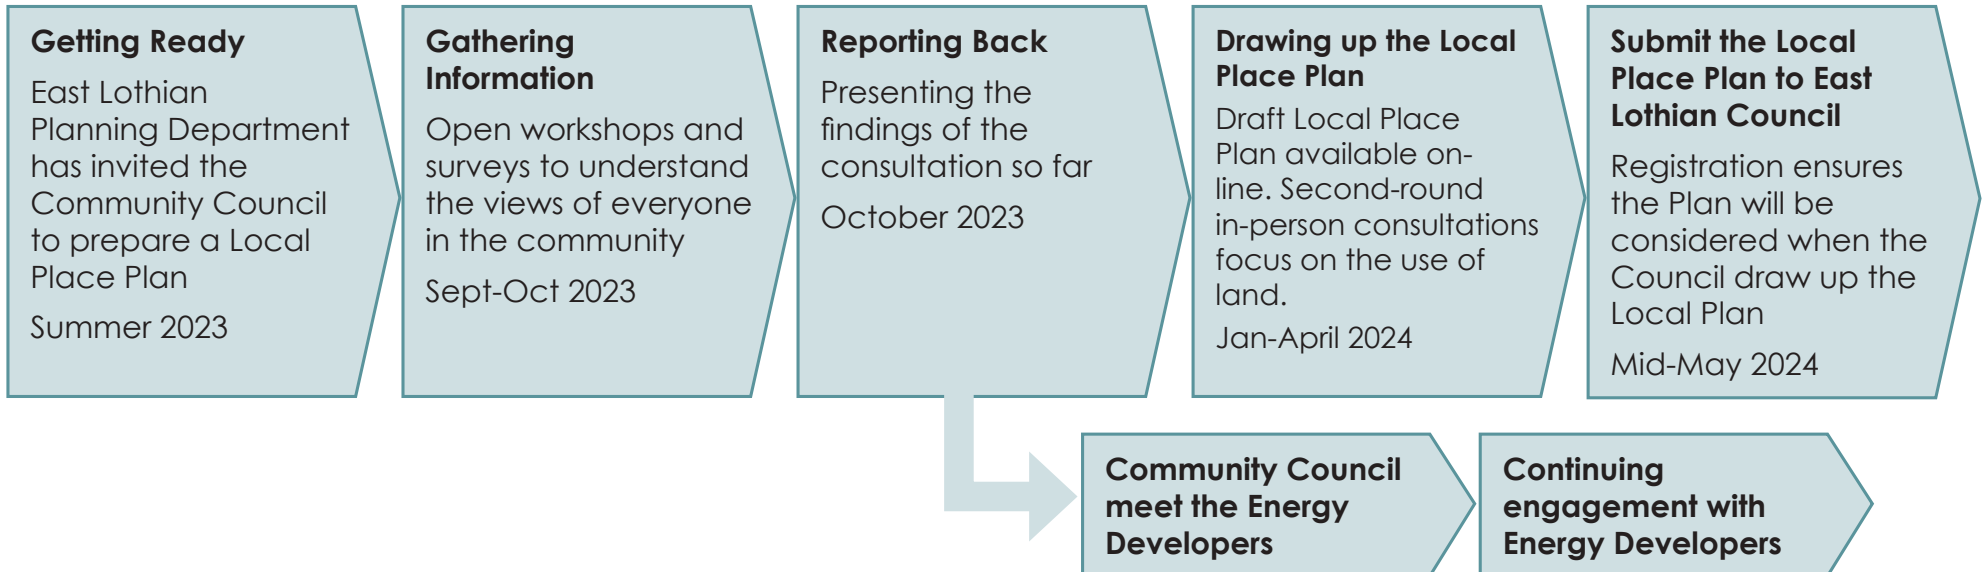 Getting Ready
East Lothian
Planning Department
has invited the
Community Council
to prepare a Local
Place Plan
Summer 2023
Gathering
Information
Open workshops and
surveys to understand
the views of everyone
in the community
Sept-Oct 2023
Reporting Back
Presenting the
findings of the
consultation so far
October 2023
Drawing up the Local
Place Plan
Draft Local Place
Plan available on-
line. Second-round
in-person consultations
focus on the use of
land.
Jan-April 2024
Submit the Local
Place Plan to East
Lothian Council
Registration ensures
the Plan will be
considered when the
Council draw up the
Local Plan
Mid-May 2024
Community Council
meet the Energy
Developers
Continuing
engagement with
Energy Developers